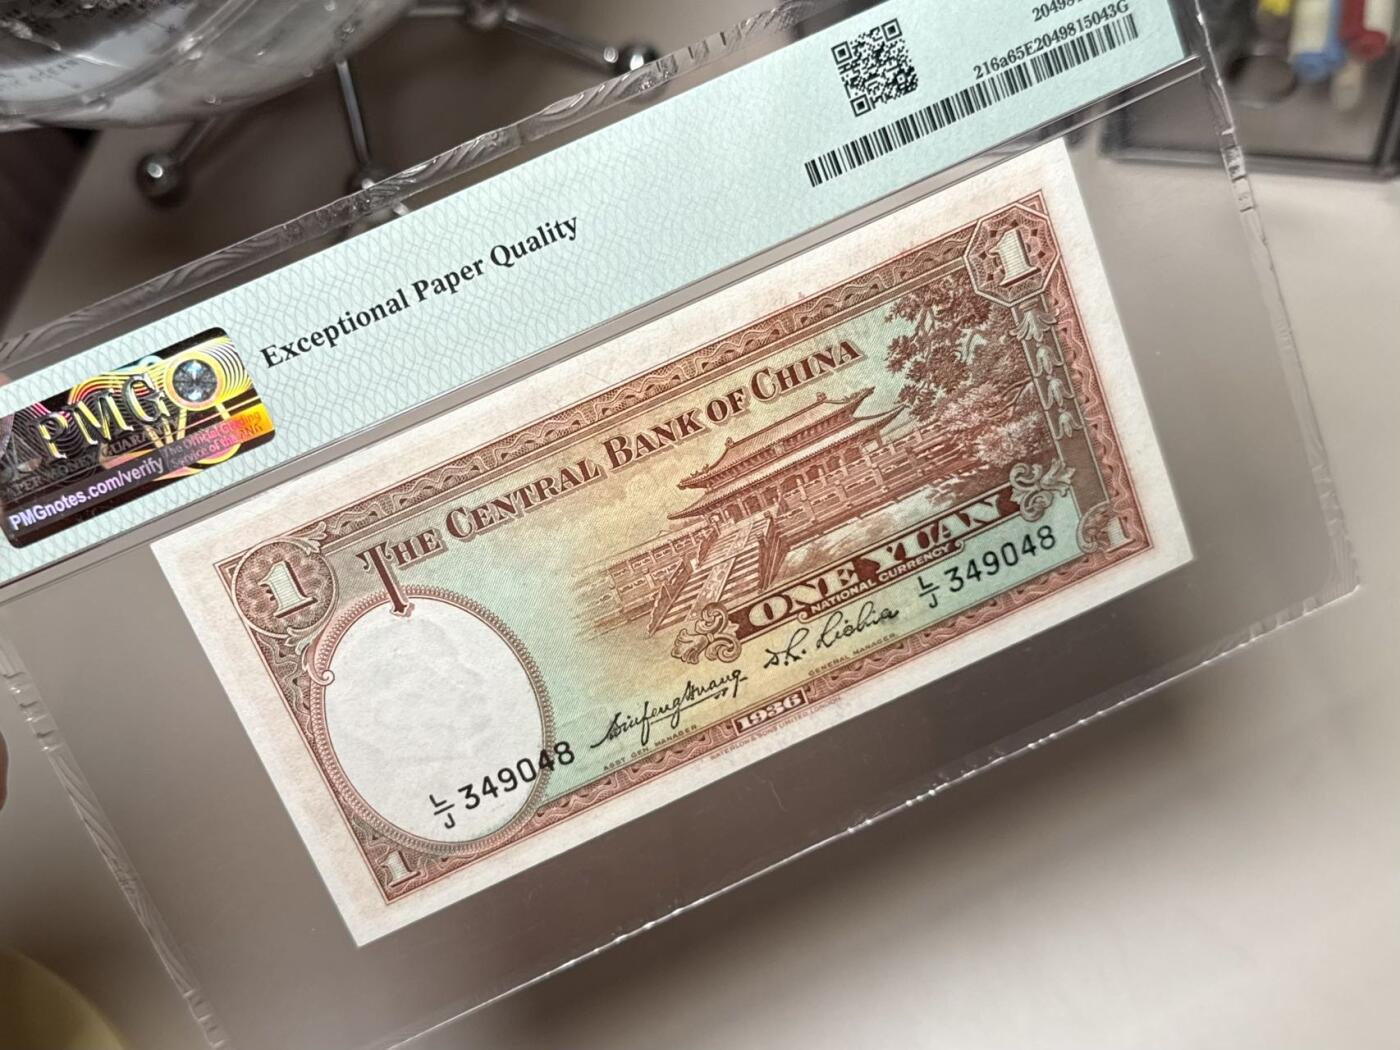 216a65E2049815043G
Exceptional Paper Quality
PMG
PMGnotes.com/verify
1
1
THE CENTRAL BANK OF CHINA
ONE YUAN
NATIONAL CURRENCY
L/J 349048
GENERAL MANAGER
ASST GEN. MANAGER
1936
L/J 349048
1
1